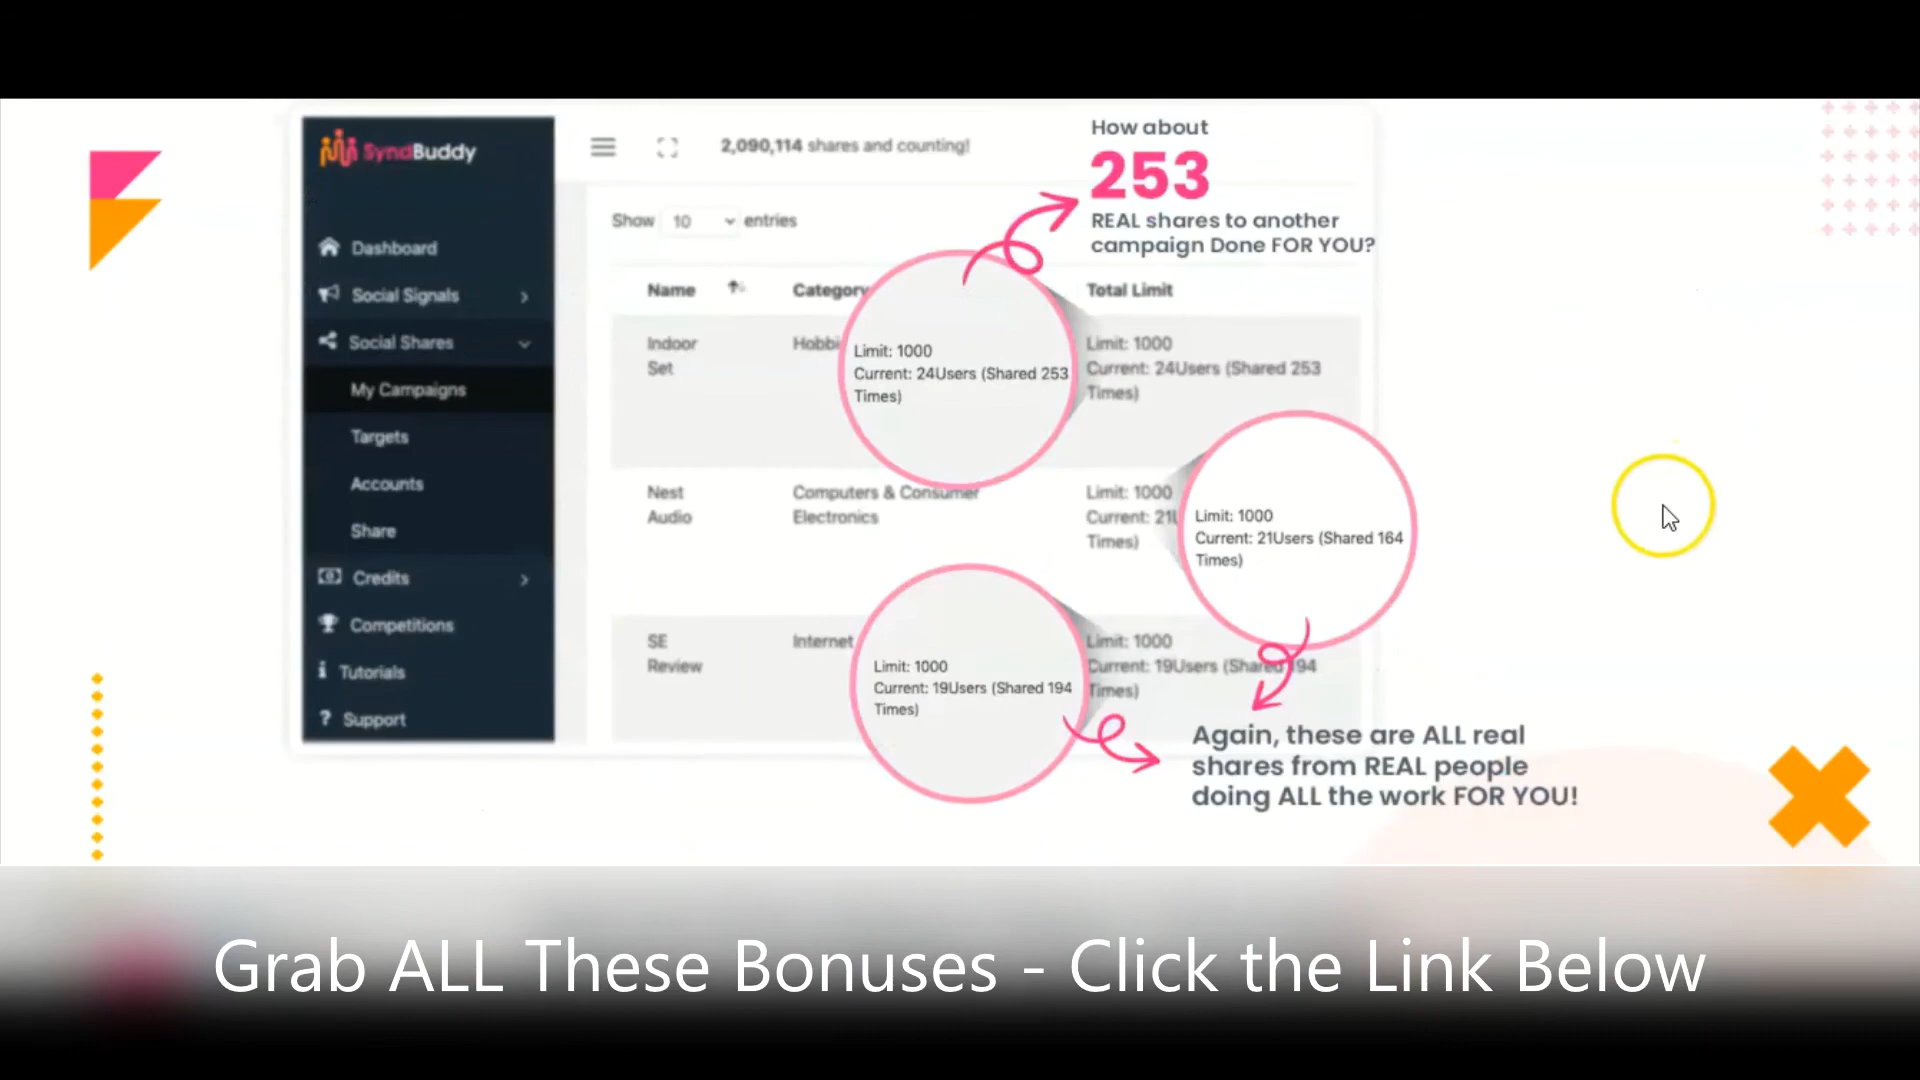 SyndBuddy
2,090,114 shares and counting!
How about
253
REAL shares to another
campaign Done FOR YOU?
Show 10 entries
Dashboard
Social Signals
Social Shares
My Campaigns
Targets
Accounts
Share
Credits
Competitions
Tutorials
? Support
Name
Category
Total Limit
Indoor
Set
Hobbi
Limit: 1000
Current: 24Users (Shared 253
Times)
Limit: 1000
Current: 24Users (Shared 253
Times)
Nest
Audio
Computers & Consumer
Electronics
Limit: 1000
Current: 21U
Times)
Limit: 1000
Current: 21Users (Shared 164
Times)
SE
Review
Internet
Limit: 1000
Current: 19Users (Shared 194
Times)
Limit: 1000
Current: 19Users (Shared 194
Times)
Again, these are ALL real
shares from REAL people
doing ALL the work FOR YOU!
Grab ALL These Bonuses - Click the Link Below